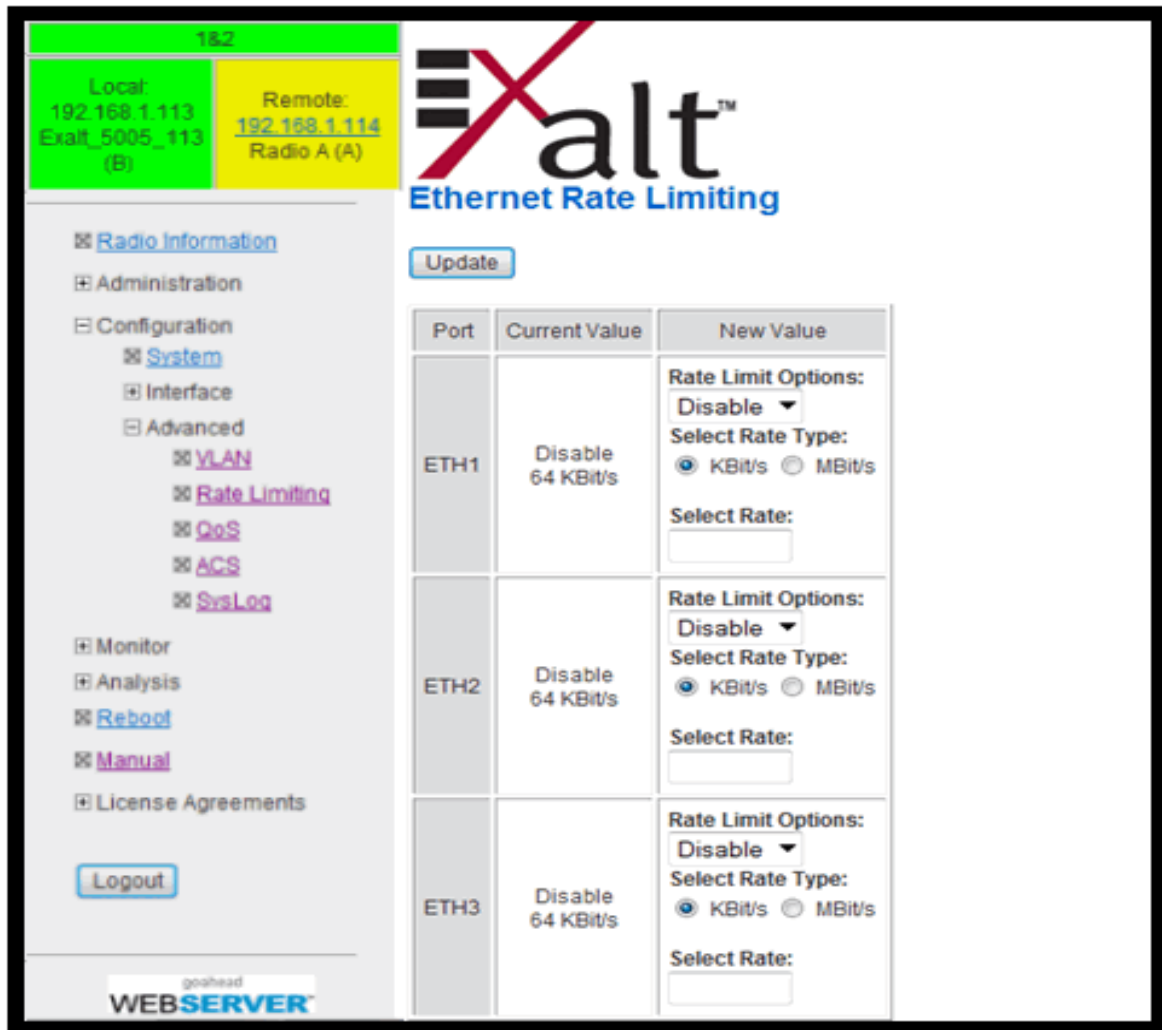 1&2
Local:
192.168.1.113
Exalt_5005_113
(B)
Remote:
192.168.1.114
Radio A (A)
Exalt™
Ethernet Rate Limiting
Radio Information
Administration
Configuration
System
Interface
Advanced
VLAN
Rate Limiting
QoS
ACS
SysLog
Monitor
Analysis
Reboot
Manual
License Agreements
Logout
goahead
WEBSERVER™
Update
Port Current Value New Value
ETH1
Disable
64 KBit/s
Rate Limit Options:
Disable
Select Rate Type:
KBit/s MBit/s
Select Rate:
ETH2
Disable
64 KBit/s
Rate Limit Options:
Disable
Select Rate Type:
KBit/s MBit/s
Select Rate:
ETH3
Disable
64 KBit/s
Rate Limit Options:
Disable
Select Rate Type:
KBit/s MBit/s
Select Rate: